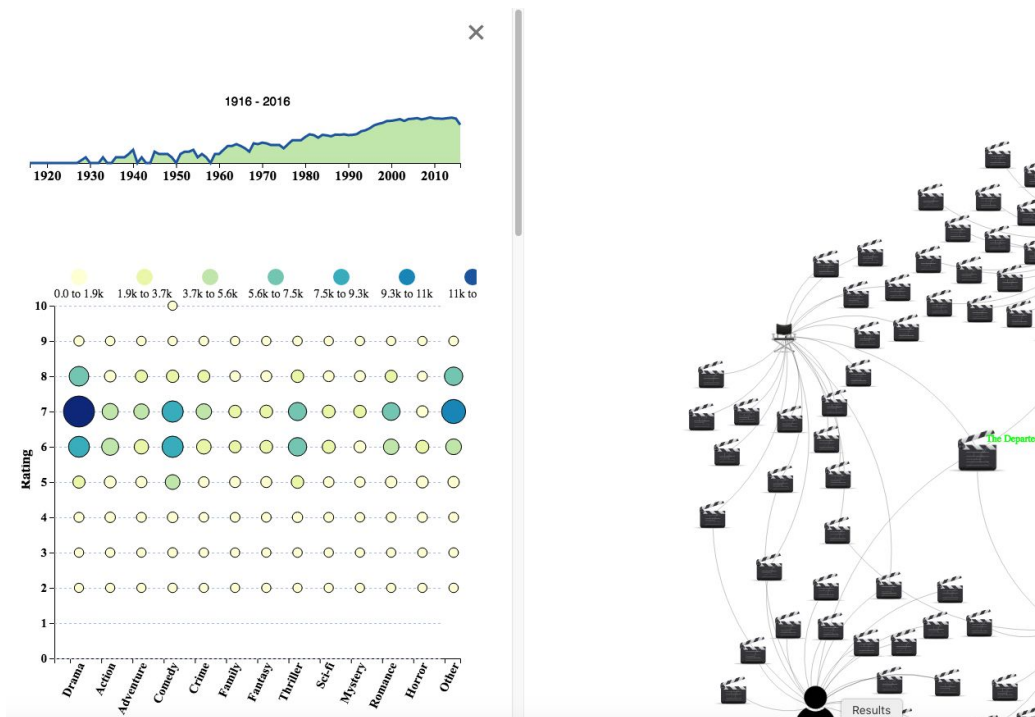 ×
1916 - 2016
1920 1930 1940 1950 1960 1970 1980 1990 2000 2010
0.0 to 1.9k 1.9k to 3.7k 3.7k to 5.6k 5.6k to 7.5k 7.5k to 9.3k 9.3k to 11k 11k to
10
9
8
7
6
5
4
3
2
1
0
Rating
Drama Action Adventure Comedy Crime Family Fantasy Thriller Sci-fi Mystery Romance Horror Other
The Departe
Results